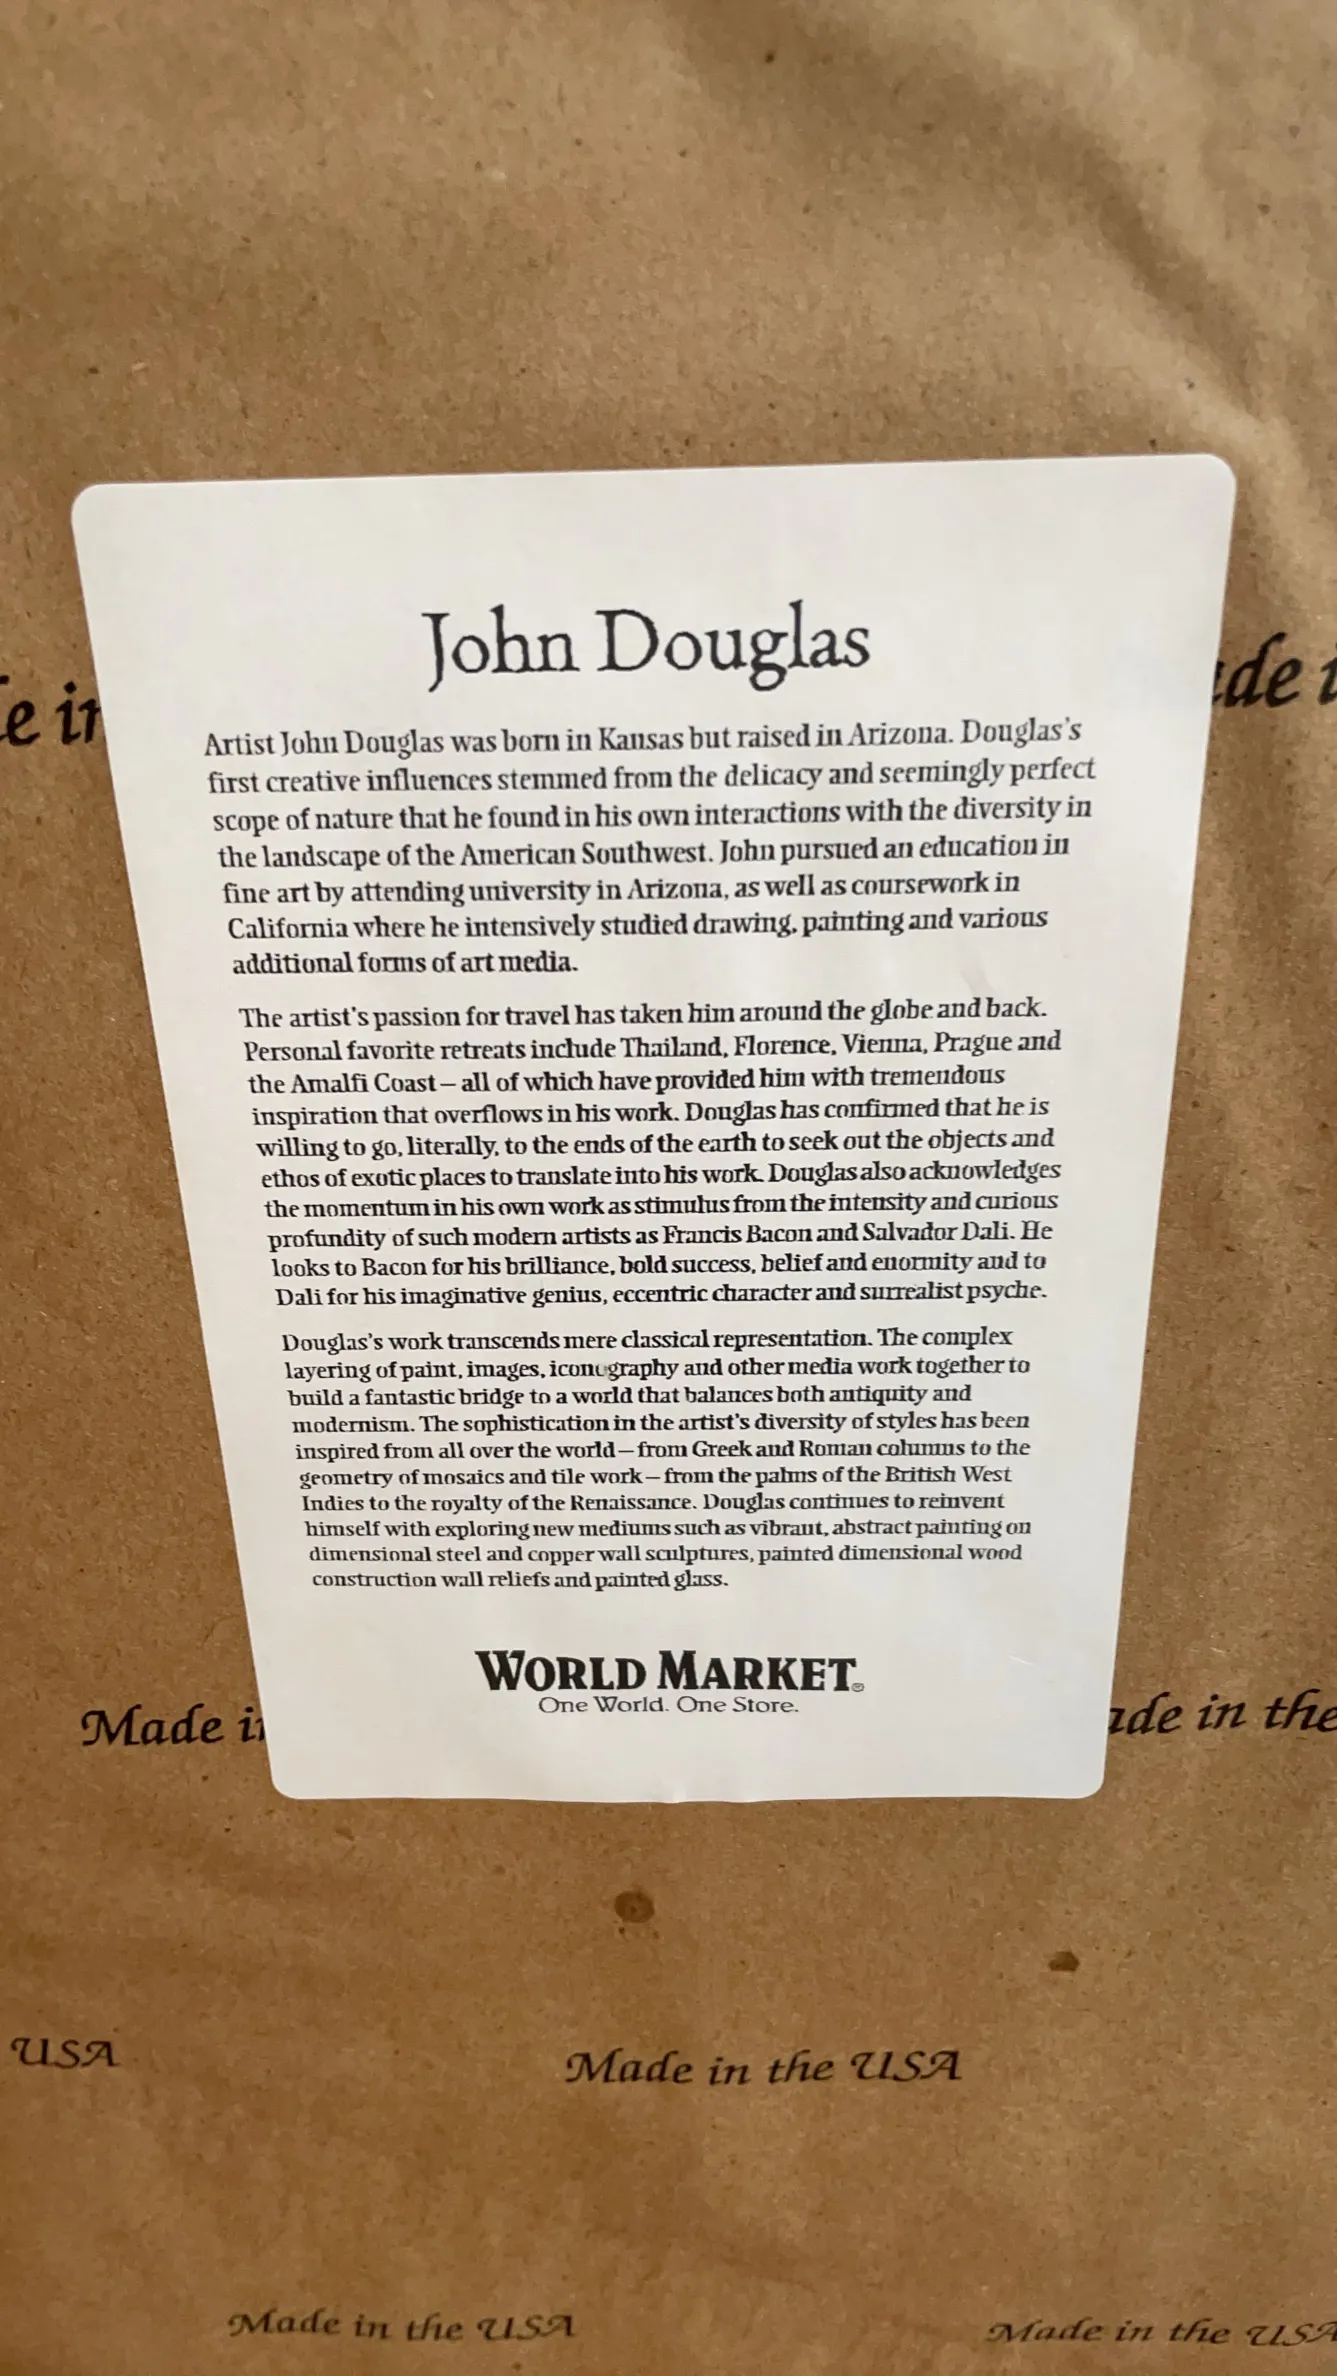 John Douglas
e in
de i
Artist John Douglas was born in Kansas but raised in Arizona. Douglas's
first creative influences stemmed from the delicacy and seemingly perfect
scope of nature that he found in his own interactions with the diversity in
the landscape of the American Southwest. John pursued an education in
fine art by attending university in Arizona, as well as coursework in
California where he intensively studied drawing, painting and various
additional forms of art media.
The artist's passion for travel has taken him around the globe and back.
Personal favorite retreats include Thailand, Florence, Vienna, Prague and
the Amalfi Coast – all of which have provided him with tremendous
inspiration that overflows in his work. Douglas has confirmed that he is
willing to go, literally, to the ends of the earth to seek out the objects and
ethos of exotic places to translate into his work. Douglas also acknowledges
the momentum in his own work as stimulus from the intensity and curious
profundity of such modern artists as Francis Bacon and Salvador Dali. He
looks to Bacon for his brilliance, bold success, belief and enormity and to
Dali for his imaginative genius, eccentric character and surrealist psyche.
Douglas's work transcends mere classical representation. The complex
layering of paint, images, iconography and other media work together to
build a fantastic bridge to a world that balances both antiquity and
modernism. The sophistication in the artist's diversity of styles has been
inspired from all over the world – from Greek and Roman columns to the
geometry of mosaics and tile work – from the palms of the British West
Indies to the royalty of the Renaissance. Douglas continues to reinvent
himself with exploring new mediums such as vibrant, abstract painting on
dimensional steel and copper wall sculptures, painted dimensional wood
construction wall reliefs and painted glass.
WORLD MARKET®
One World. One Store.
Made in
ade in the
USA
Made in the USA
Made in the USA
Made in the USA